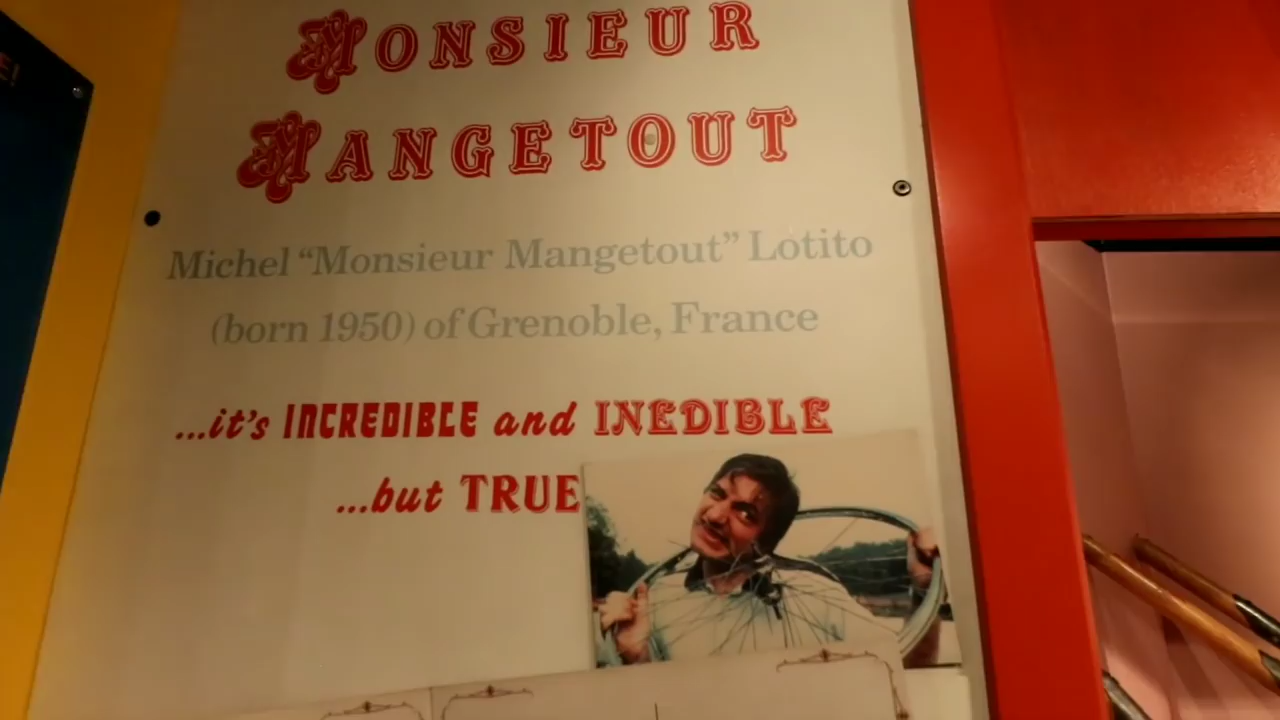 MONSIEUR
MANGETOUT
Michel “Monsieur Mangetout” Lotito
(born 1950) of Grenoble, France
...it's INCREDIBLE and INEDIBLE
...but TRUE